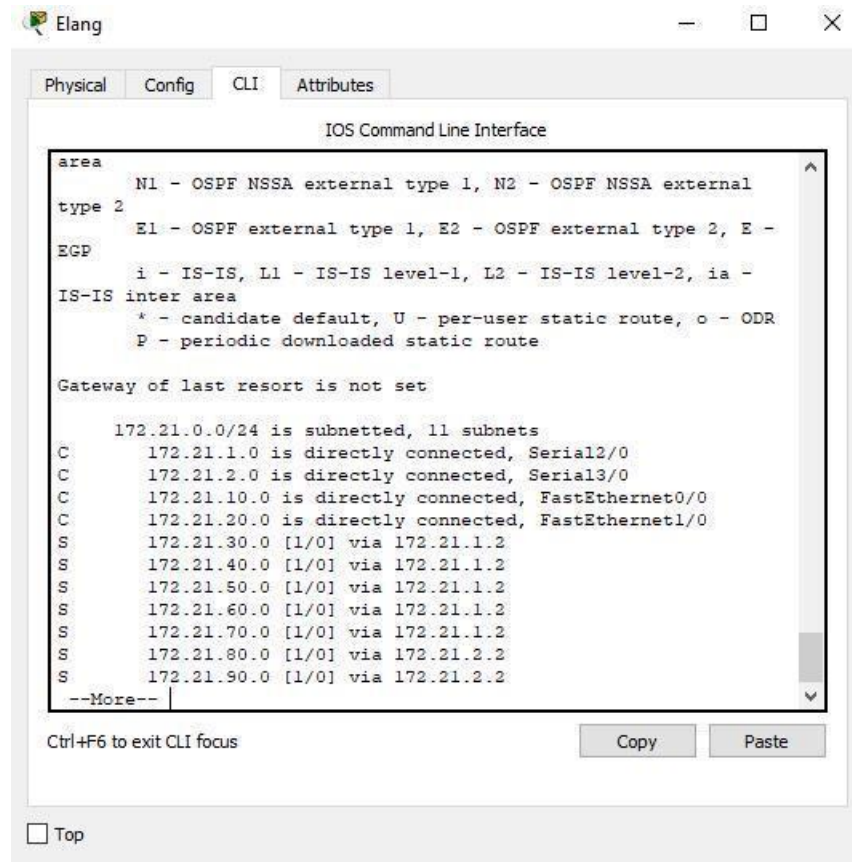 Elang
Physical Config CLI Attributes
IOS Command Line Interface
area
N1 - OSPF NSSA external type 1, N2 - OSPF NSSA external
type 2
E1 - OSPF external type 1, E2 - OSPF external type 2, E -
EGP
i - IS-IS, L1 - IS-IS level-1, L2 - IS-IS level-2, ia -
IS-IS inter area
* - candidate default, U - per-user static route, o - ODR
P - periodic downloaded static route
Gateway of last resort is not set
172.21.0.0/24 is subnetted, 11 subnets
C 172.21.1.0 is directly connected, Serial2/0
C 172.21.2.0 is directly connected, Serial3/0
C 172.21.10.0 is directly connected, FastEthernet0/0
C 172.21.20.0 is directly connected, FastEthernet1/0
S 172.21.30.0 [1/0] via 172.21.1.2
S 172.21.40.0 [1/0] via 172.21.1.2
S 172.21.50.0 [1/0] via 172.21.1.2
S 172.21.60.0 [1/0] via 172.21.1.2
S 172.21.70.0 [1/0] via 172.21.1.2
S 172.21.80.0 [1/0] via 172.21.2.2
S 172.21.90.0 [1/0] via 172.21.2.2
--More--
Ctrl+F6 to exit CLI focus Copy Paste
Top